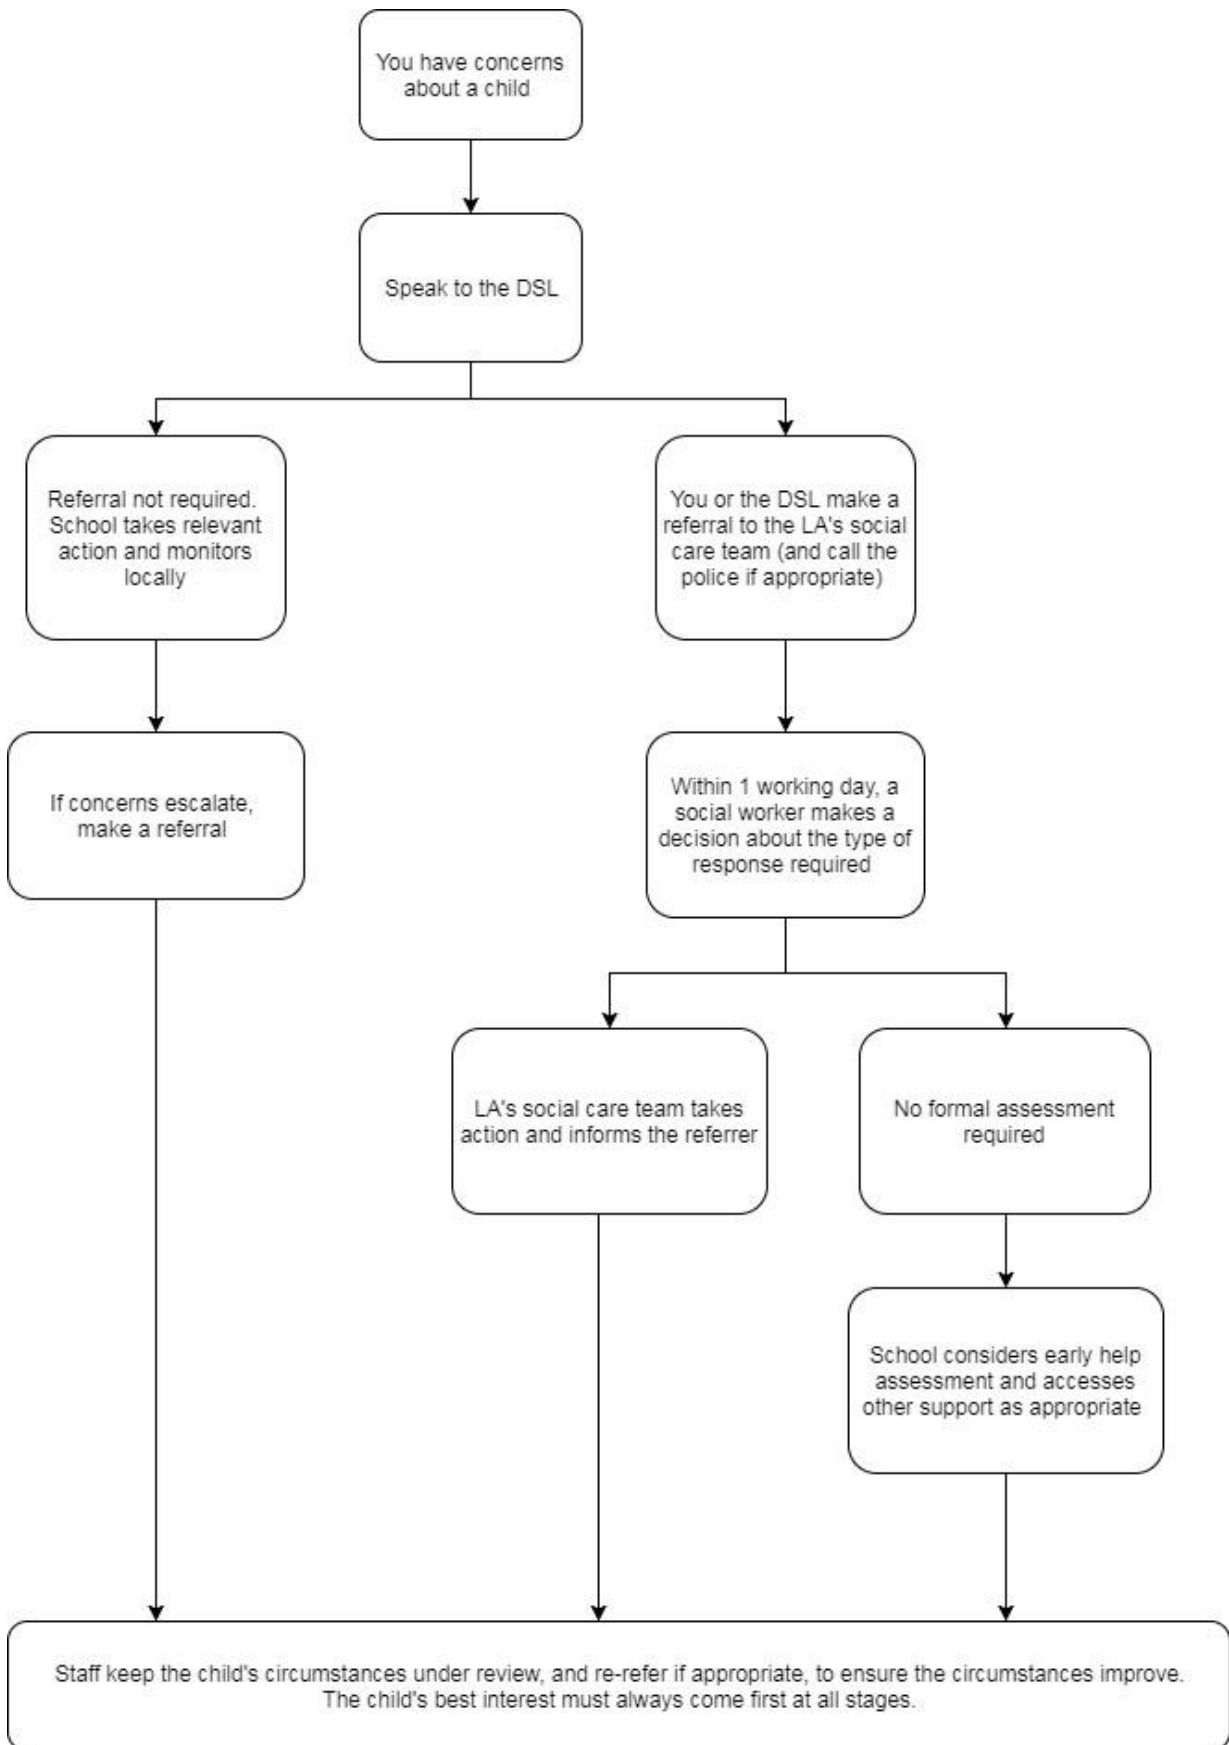 You have concerns
about a child
Speak to the DSL
Referral not required.
School takes relevant
action and monitors
locally
You or the DSL make a
referral to the LA's social
care team (and call the
police if appropriate)
If concerns escalate,
make a referral
Within 1 working day, a
social worker makes a
decision about the type of
response required
LA's social care team takes
action and informs the referrer
No formal assessment
required
School considers early help
assessment and accesses
other support as appropriate
Staff keep the child's circumstances under review, and re-refer if appropriate, to ensure the circumstances improve.
The child's best interest must always come first at all stages.